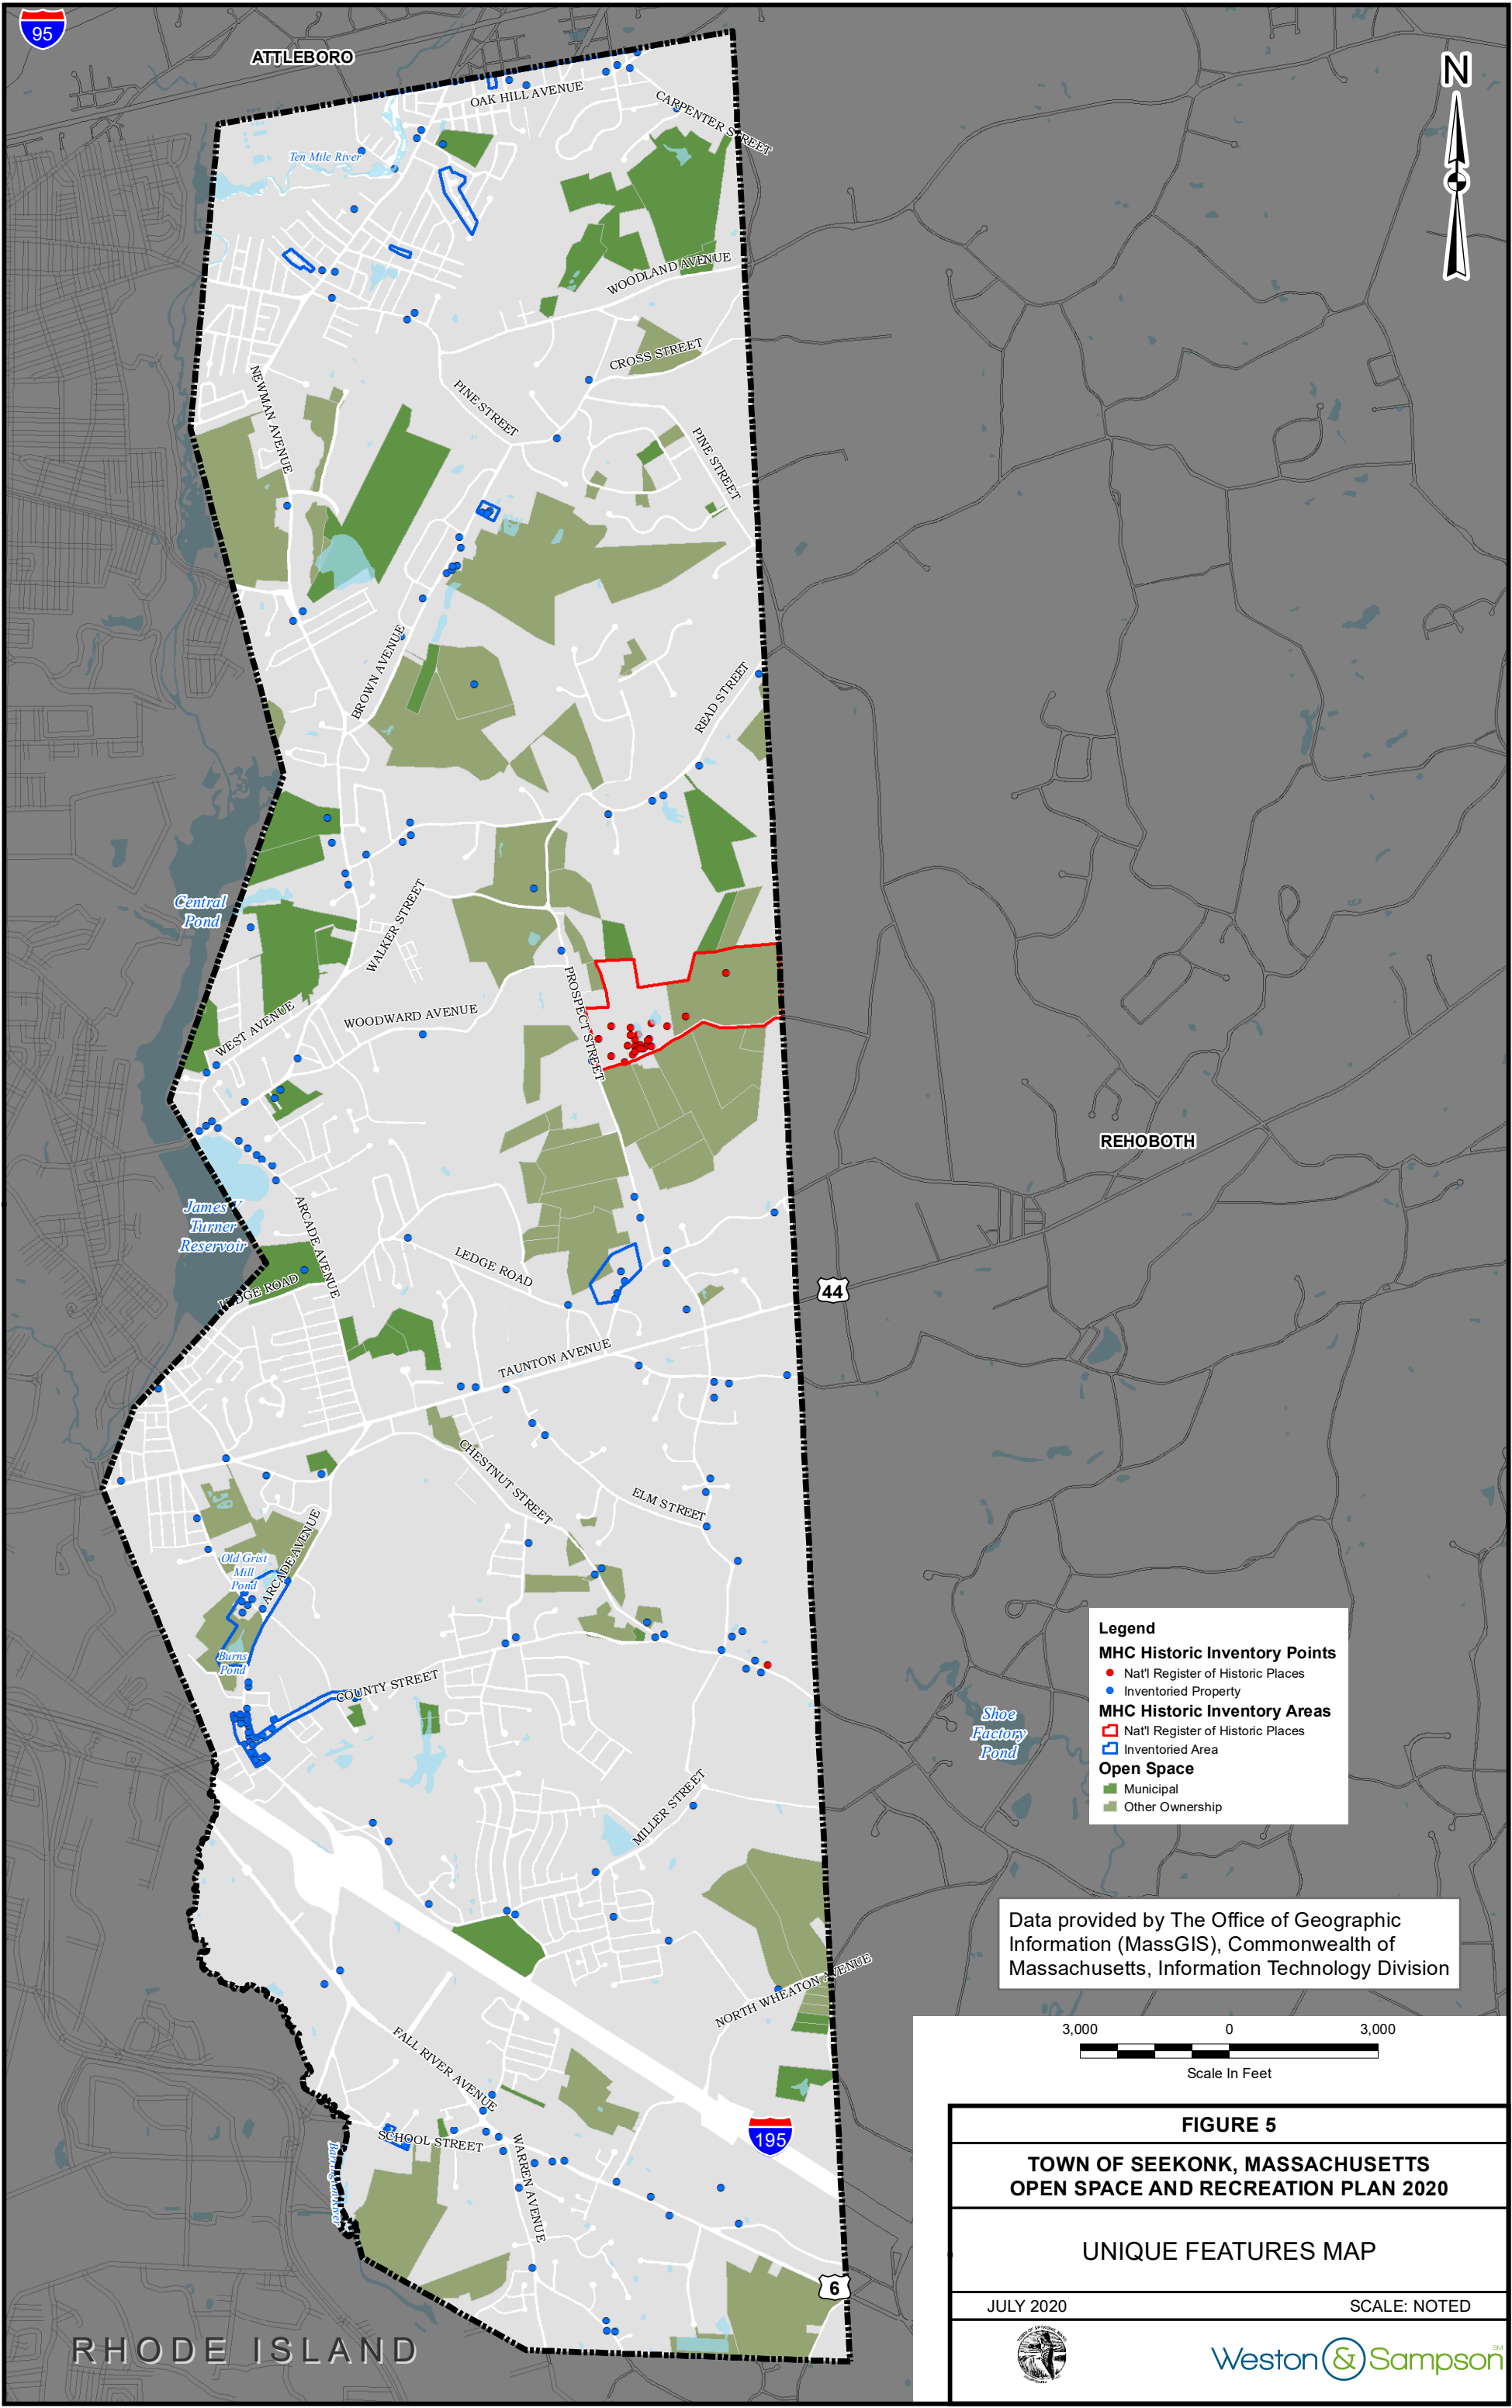 95
ATTLEBORO
N
OAK HILL AVENUE
CARPENTER STREET
Ten Mile River
WOODLAND AVENUE
CROSS STREET
NEWMAN AVENUE
PINE STREET
PINE STREET
BROWN AVENUE
READ STREET
Central
Pond
WALKER STREET
PROSPECT STREET
WEST AVENUE
WOODWARD AVENUE
REHOBOTH
James V
Turner
Reservoir
ARCADE AVENUE
LEDGE ROAD
LEDGE ROAD
44
TAUNTON AVENUE
CHESTNUT STREET
ELM STREET
ARCADE AVENUE
Old Grist
Mill
Pond
Burns
Pond
COUNTY STREET
Shoe
Factory
Pond
MILLER STREET
NORTH WHEATON AVENUE
FALL RIVER AVENUE
SCHOOL STREET
WARREN AVENUE
195
6
RHODE ISLAND
Legend
MHC Historic Inventory Points
Nat'l Register of Historic Places
Inventoried Property
MHC Historic Inventory Areas
Nat'l Register of Historic Places
Inventoried Area
Open Space
Municipal
Other Ownership
Data provided by The Office of Geographic
Information (MassGIS), Commonwealth of
Massachusetts, Information Technology Division
3,000 0 3,000
Scale In Feet
FIGURE 5
TOWN OF SEEKONK, MASSACHUSETTS
OPEN SPACE AND RECREATION PLAN 2020
UNIQUE FEATURES MAP
JULY 2020 SCALE: NOTED
Weston & Sampson SM